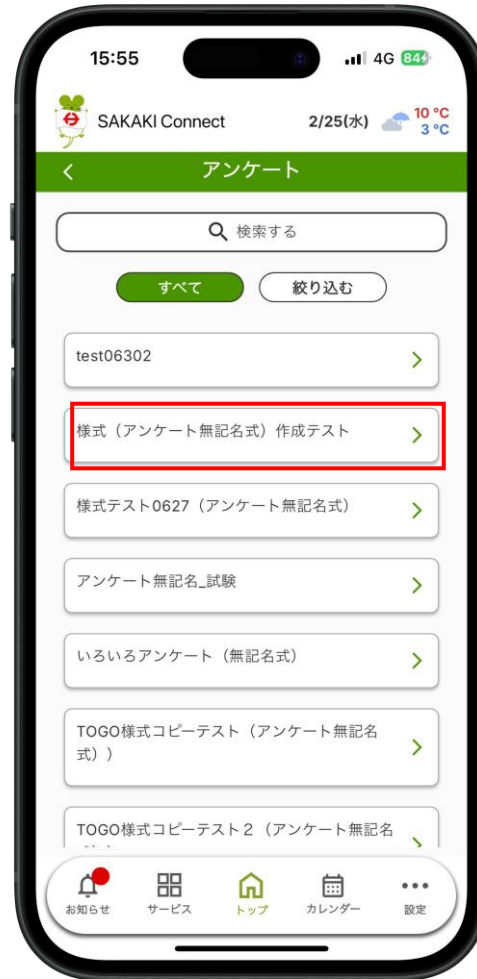 15:55
4G 84
SAKAKI Connect
2/25(水)
10 °C
3 °C
アンケート
検索する
すべて
絞り込む
test06302
様式（アンケート無記名式）作成テスト
様式テスト0627（アンケート無記名式）
アンケート無記名_試験
いろいろアンケート（無記名式）
TOGO様式コピーテスト（アンケート無記名
式））
TOGO様式コピーテスト２（アンケート無記名
お知らせ
サービス
トップ
カレンダー
設定